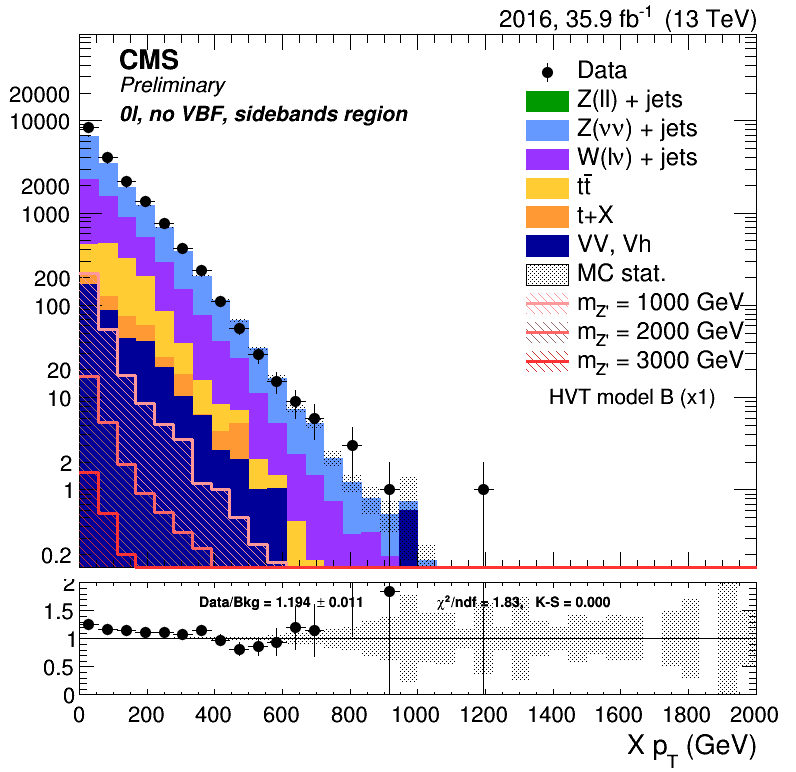 2016, 35.9 fb⁻¹ (13 TeV)
CMS
Preliminary
0l, no VBF, sidebands region
Data
Z(ll) + jets
Z(νν) + jets
W(lν) + jets
tt̄
t+X
VV, Vh
MC stat.
m_Z' = 1000 GeV
m_Z' = 2000 GeV
m_Z' = 3000 GeV
HVT model B (x1)
20000
10000
2000
1000
200
100
20
10
2
1
0.2
Data/Bkg = 1.194 ± 0.011 χ²/ndf = 1.83, K-S = 0.000
2
1.5
1
0.5
0
0 200 400 600 800 1000 1200 1400 1600 1800 2000
X p_T (GeV)